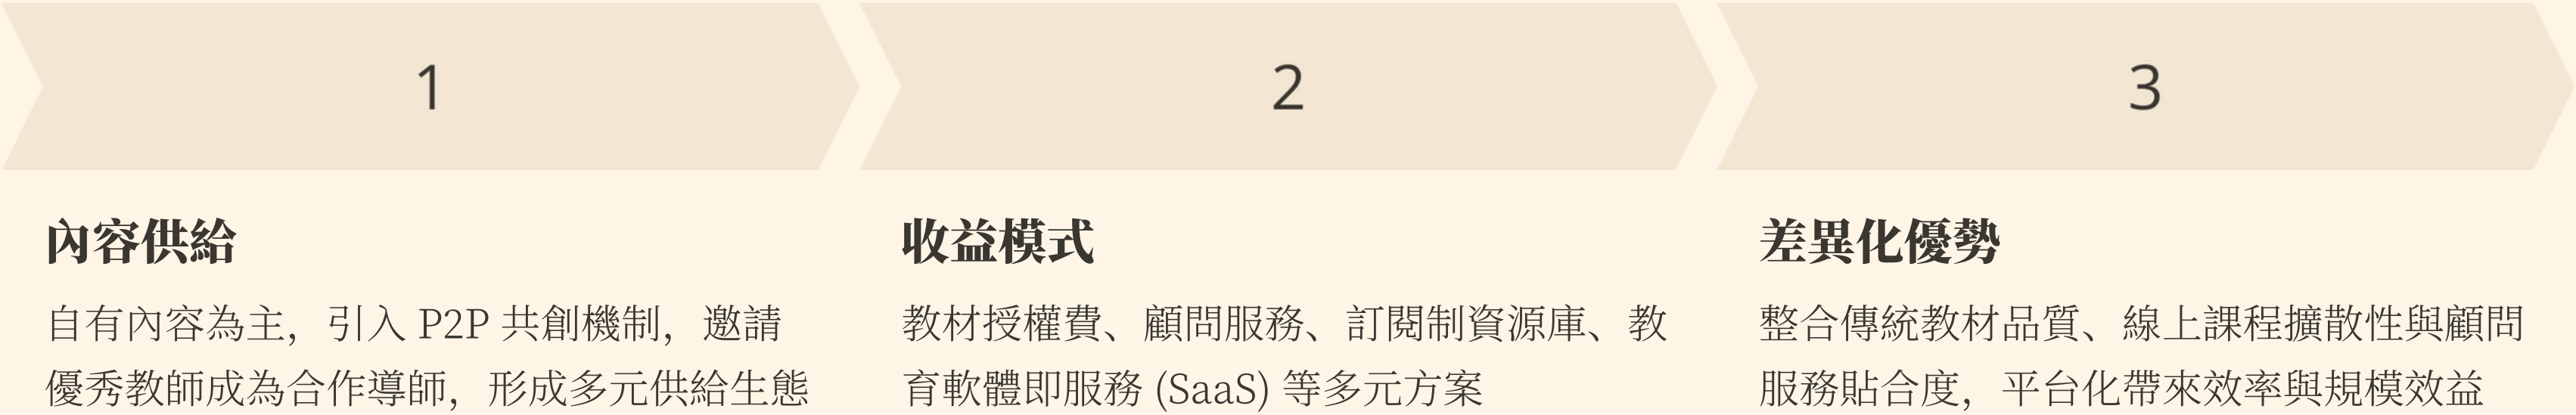 1
內容供給
自有內容為主，引入 P2P 共創機制，邀請
優秀教師成為合作導師，形成多元供給生態
2
收益模式
教材授權費、顧問服務、訂閱制資源庫、教
育軟體即服務 (SaaS) 等多元方案
3
差異化優勢
整合傳統教材品質、線上課程擴散性與顧問
服務貼合度，平台化帶來效率與規模效益